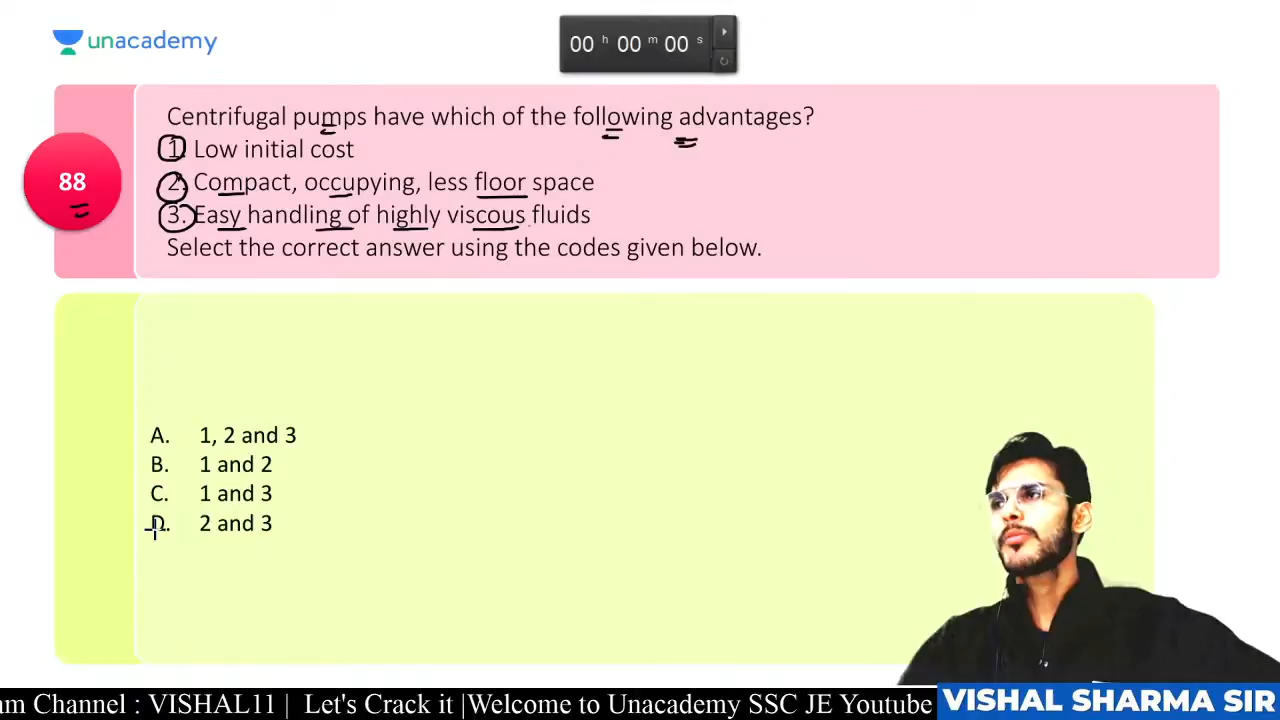 unacademy
00 h 00 m 00 s
Centrifugal pumps have which of the following advantages?
1. Low initial cost
2. Compact, occupying, less floor space
88
3. Easy handling of highly viscous fluids
Select the correct answer using the codes given below.
A. 1, 2 and 3
B. 1 and 2
C. 1 and 3
D. 2 and 3
am Channel : VISHAL11 | Let's Crack it |Welcome to Unacademy SSC JE Youtube
VISHAL SHARMA SIR